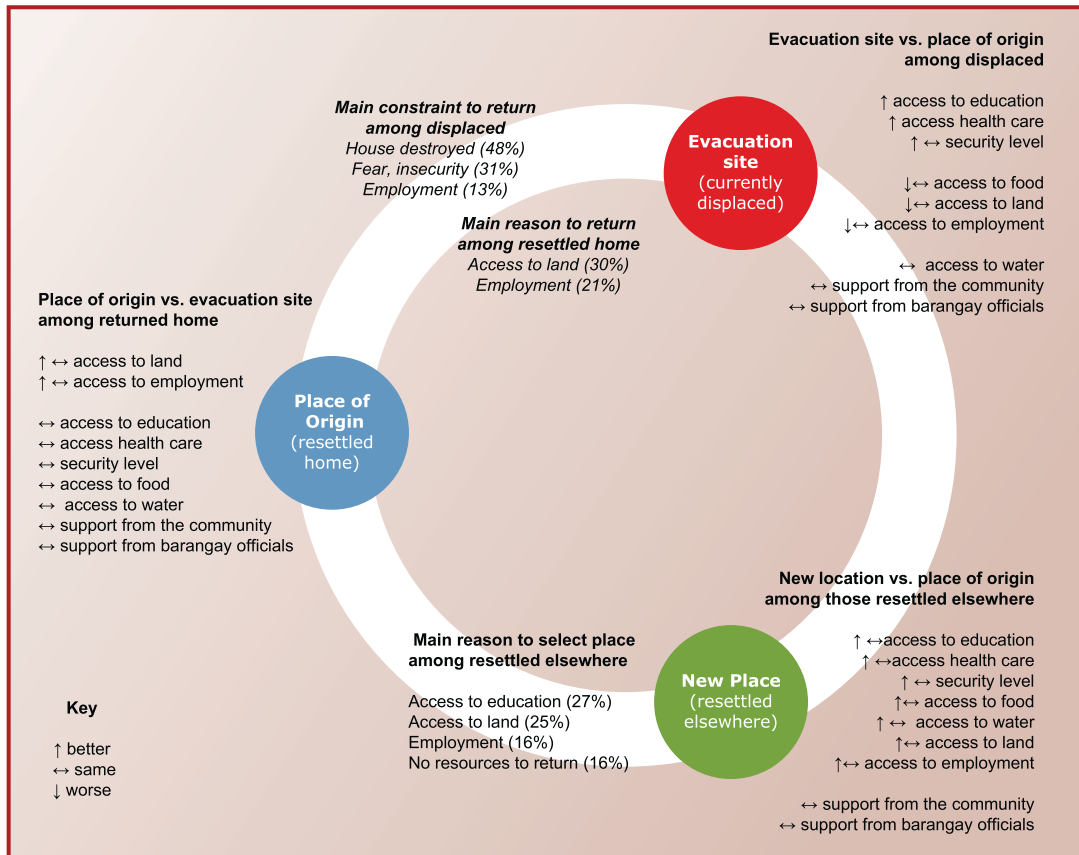 Evacuation site vs. place of origin
among displaced
↑ access to education
↑ access health care
↑ ↔ security level
↓↔ access to food
↓↔ access to land
↓↔ access to employment
↔ access to water
↔ support from the community
↔ support from barangay officials
Main constraint to return
among displaced
House destroyed (48%)
Fear, insecurity (31%)
Employment (13%)
Evacuation
site
(currently
displaced)
Main reason to return
among resettled home
Access to land (30%)
Employment (21%)
Place of origin vs. evacuation site
among returned home
↑ ↔ access to land
↑ ↔ access to employment
↔ access to education
↔ access health care
↔ security level
↔ access to food
↔ access to water
↔ support from the community
↔ support from barangay officials
Place of
Origin
(resettled
home)
New location vs. place of origin
among those resettled elsewhere
↑ ↔access to education
↑ ↔access health care
↑ ↔ security level
↑↔ access to food
↑ ↔ access to water
↑↔ access to land
↑↔ access to employment
↔ support from the community
↔ support from barangay officials
Main reason to select place
among resettled elsewhere
Access to education (27%)
Access to land (25%)
Employment (16%)
No resources to return (16%)
New Place
(resettled
elsewhere)
Key
↑ better
↔ same
↓ worse